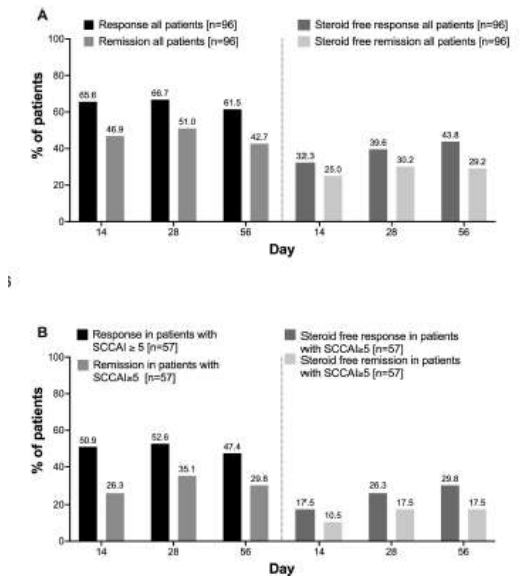 A
Response all patients [n=96]
Remission all patients [n=96]
Steroid free response all patients [n=96]
Steroid free remission all patients [n=96]
% of patients
100
80
60
40
20
0
65.6
46.9
66.7
51.0
61.5
42.7
32.3
25.0
39.6
30.2
43.8
29.2
14
28
56
14
28
56
Day
B
Response in patients with
SCCAI ≥ 5 [n=57]
Remission in patients with
SCCAI≥5 [n=57]
Steroid free response in patients
with SCCAI≥5 [n=57]
Steroid free remission in patients
with SCCAI≥5 [n=57]
% of patients
100
80
60
40
20
0
50.9
26.3
52.6
35.1
47.4
29.8
17.5
10.5
26.3
17.5
29.8
17.5
14
28
56
14
28
56
Day